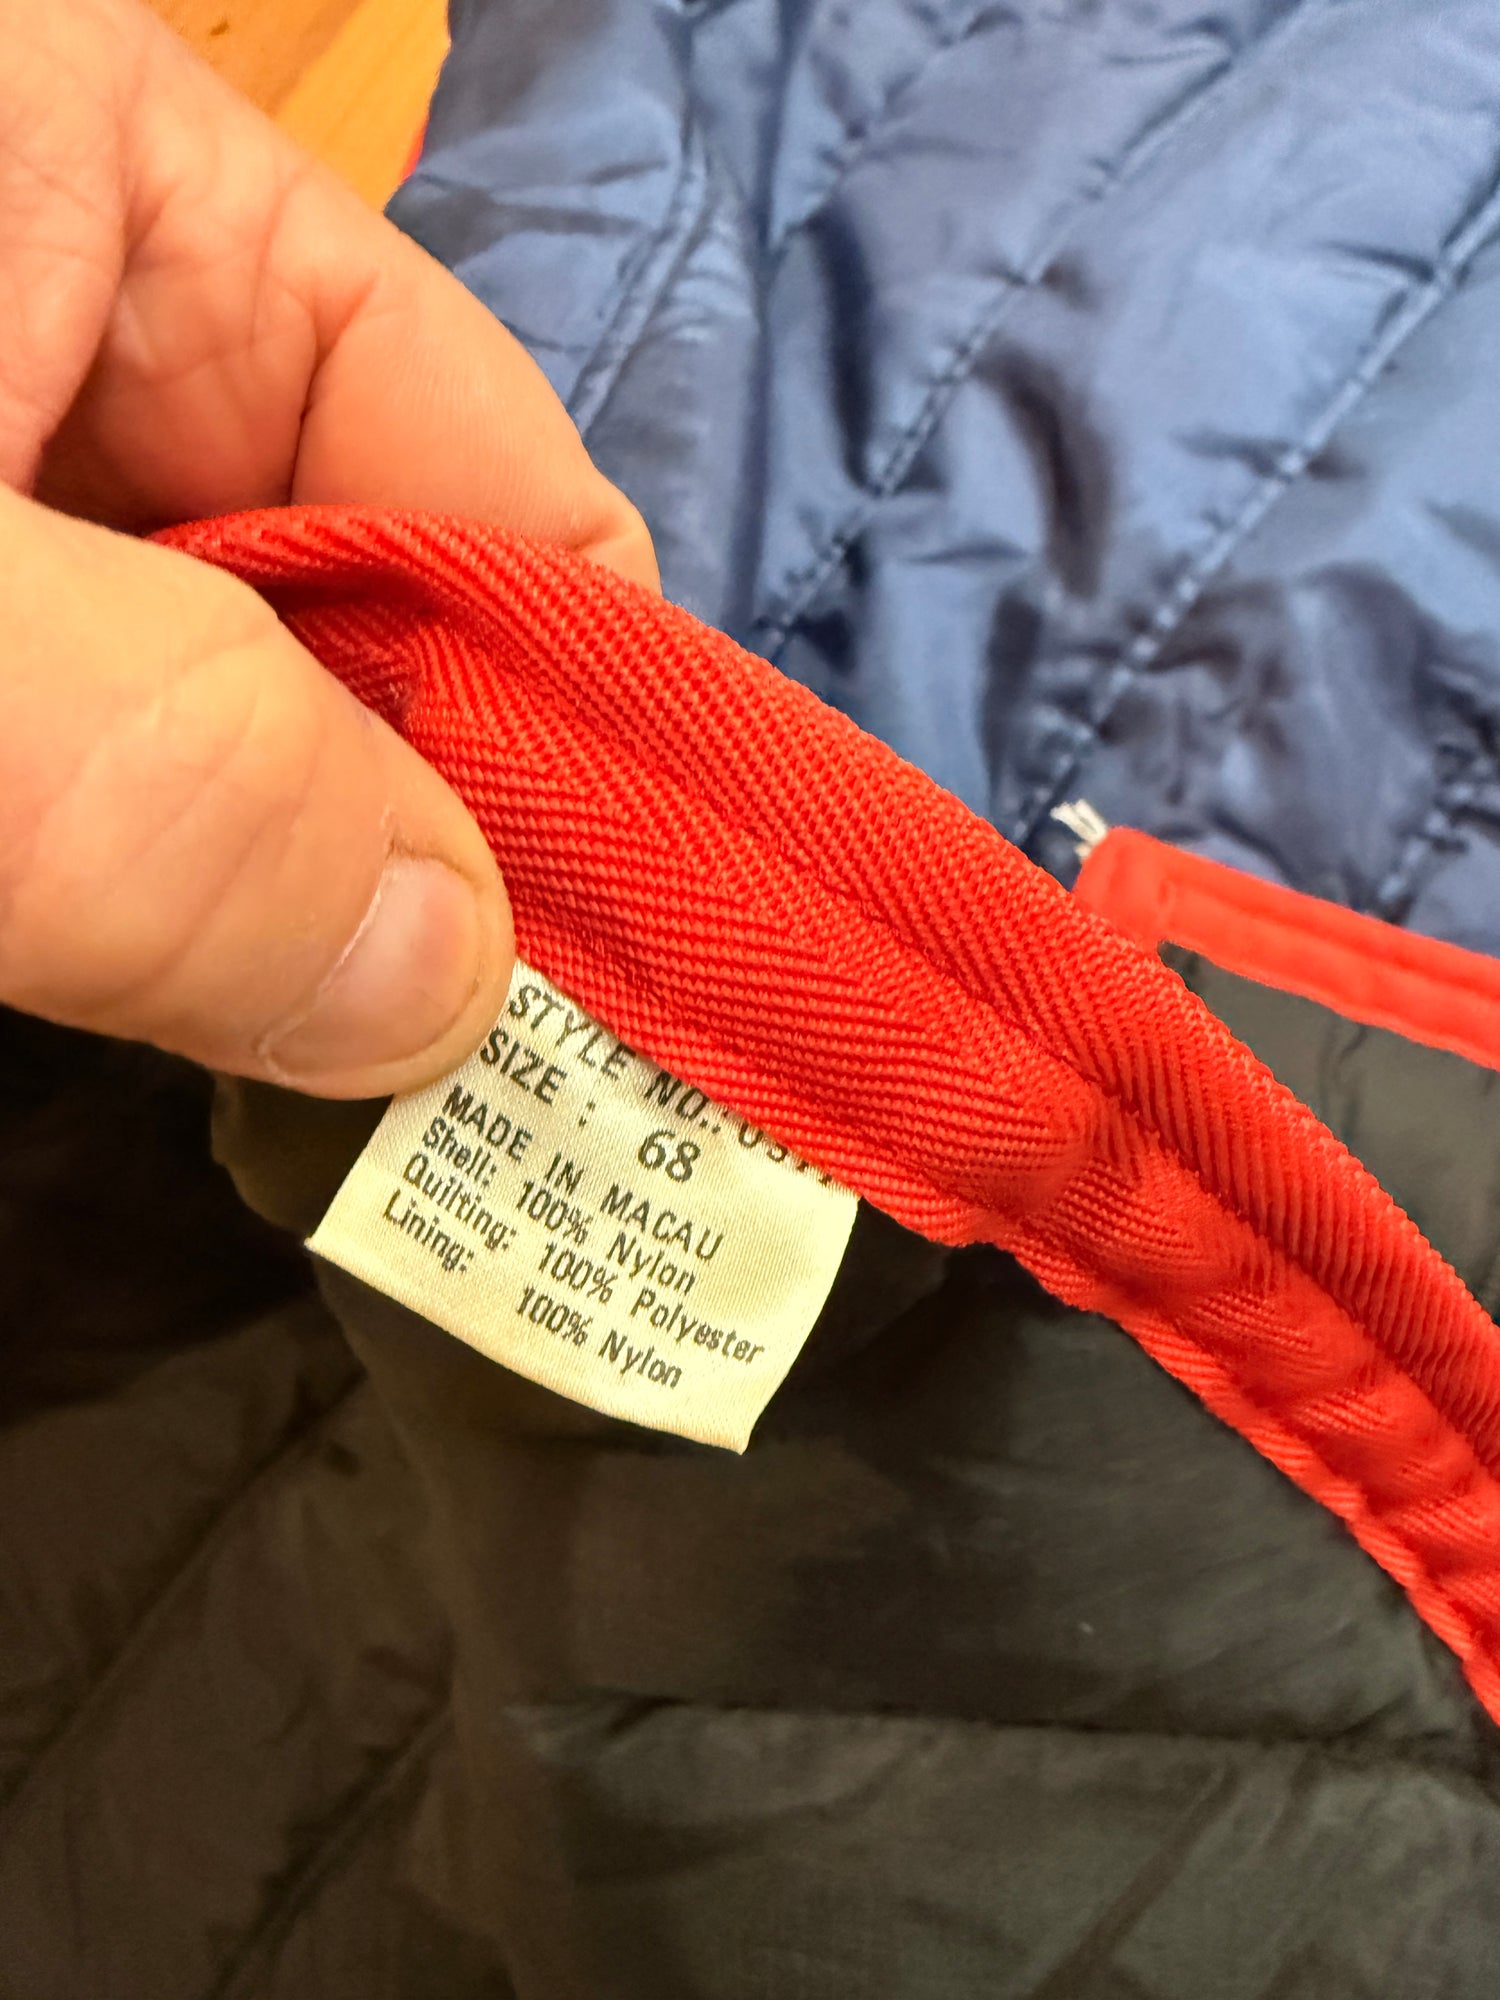 STYLE NO.:
SIZE : 68
MADE IN MACAU
Shell: 100% Nylon
Quilting: 100% Polyester
Lining: 100% Nylon